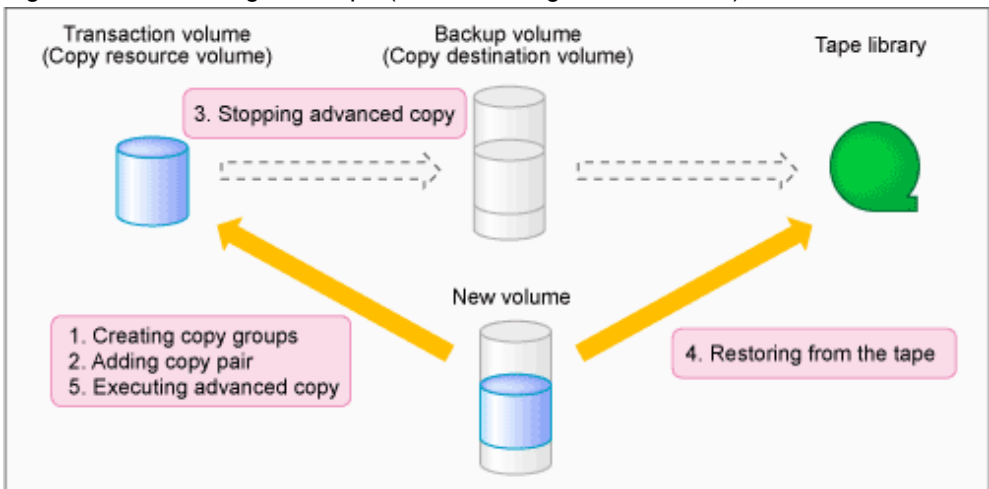 Transaction volume
(Copy resource volume)
Backup volume
(Copy destination volume)
Tape library
3. Stopping advanced copy
New volume
1. Creating copy groups
2. Adding copy pair
5. Executing advanced copy
4. Restoring from the tape